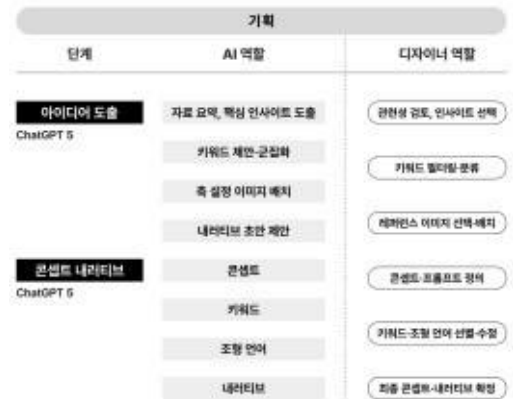 기획
단계 AI 역할 디자이너 역할
아이디어 도출 자료 요약, 핵심 인사이트 도출 관련성 검토, 인사이트 선택
ChatGPT 5
키워드 제안·군집화
키워드 필터링·분류
축 설정 이미지 배치
레퍼런스 이미지 선택·배치
내러티브 초안 제안
콘셉트 내러티브 콘셉트
콘셉트·프롬프트 정의
ChatGPT 5
키워드
키워드·조형 언어 선별·수정
조형 언어
내러티브 최종 콘셉트·내러티브 확정